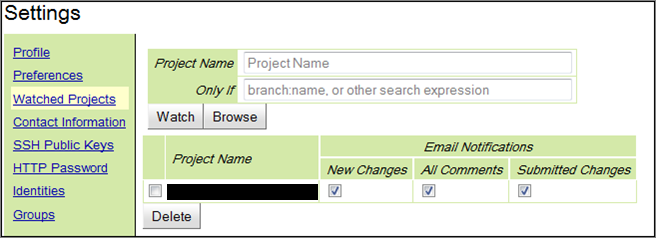 Settings
Profile
Preferences
Watched Projects
Contact Information
SSH Public Keys
HTTP Password
Identities
Groups
Project Name Project Name
Only If branch:name, or other search expression
Watch Browse
Project Name Email Notifications
New Changes All Comments Submitted Changes
Delete